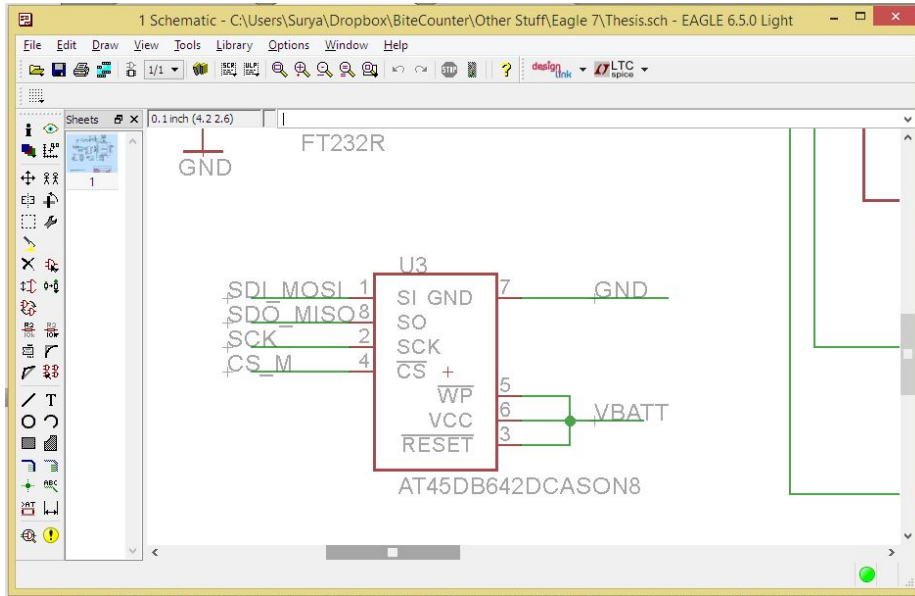 1 Schematic - C:\Users\Surya\Dropbox\BiteCounter\Other Stuff\Eagle 7\Thesis.sch - EAGLE 6.5.0 Light
File Edit Draw View Tools Library Options Window Help
1/1
design link
LTC spice
Sheets
0.1 inch (4.2 2.6)
1
FT232R
GND
U3
SDI_MOSI 1 SI GND 7 GND
SDO_MISO 8 SO
SCK 2 SCK
CS_M 4 CS
WP 5
VCC 6 VBATT
RESET 3
AT45DB642DCASON8